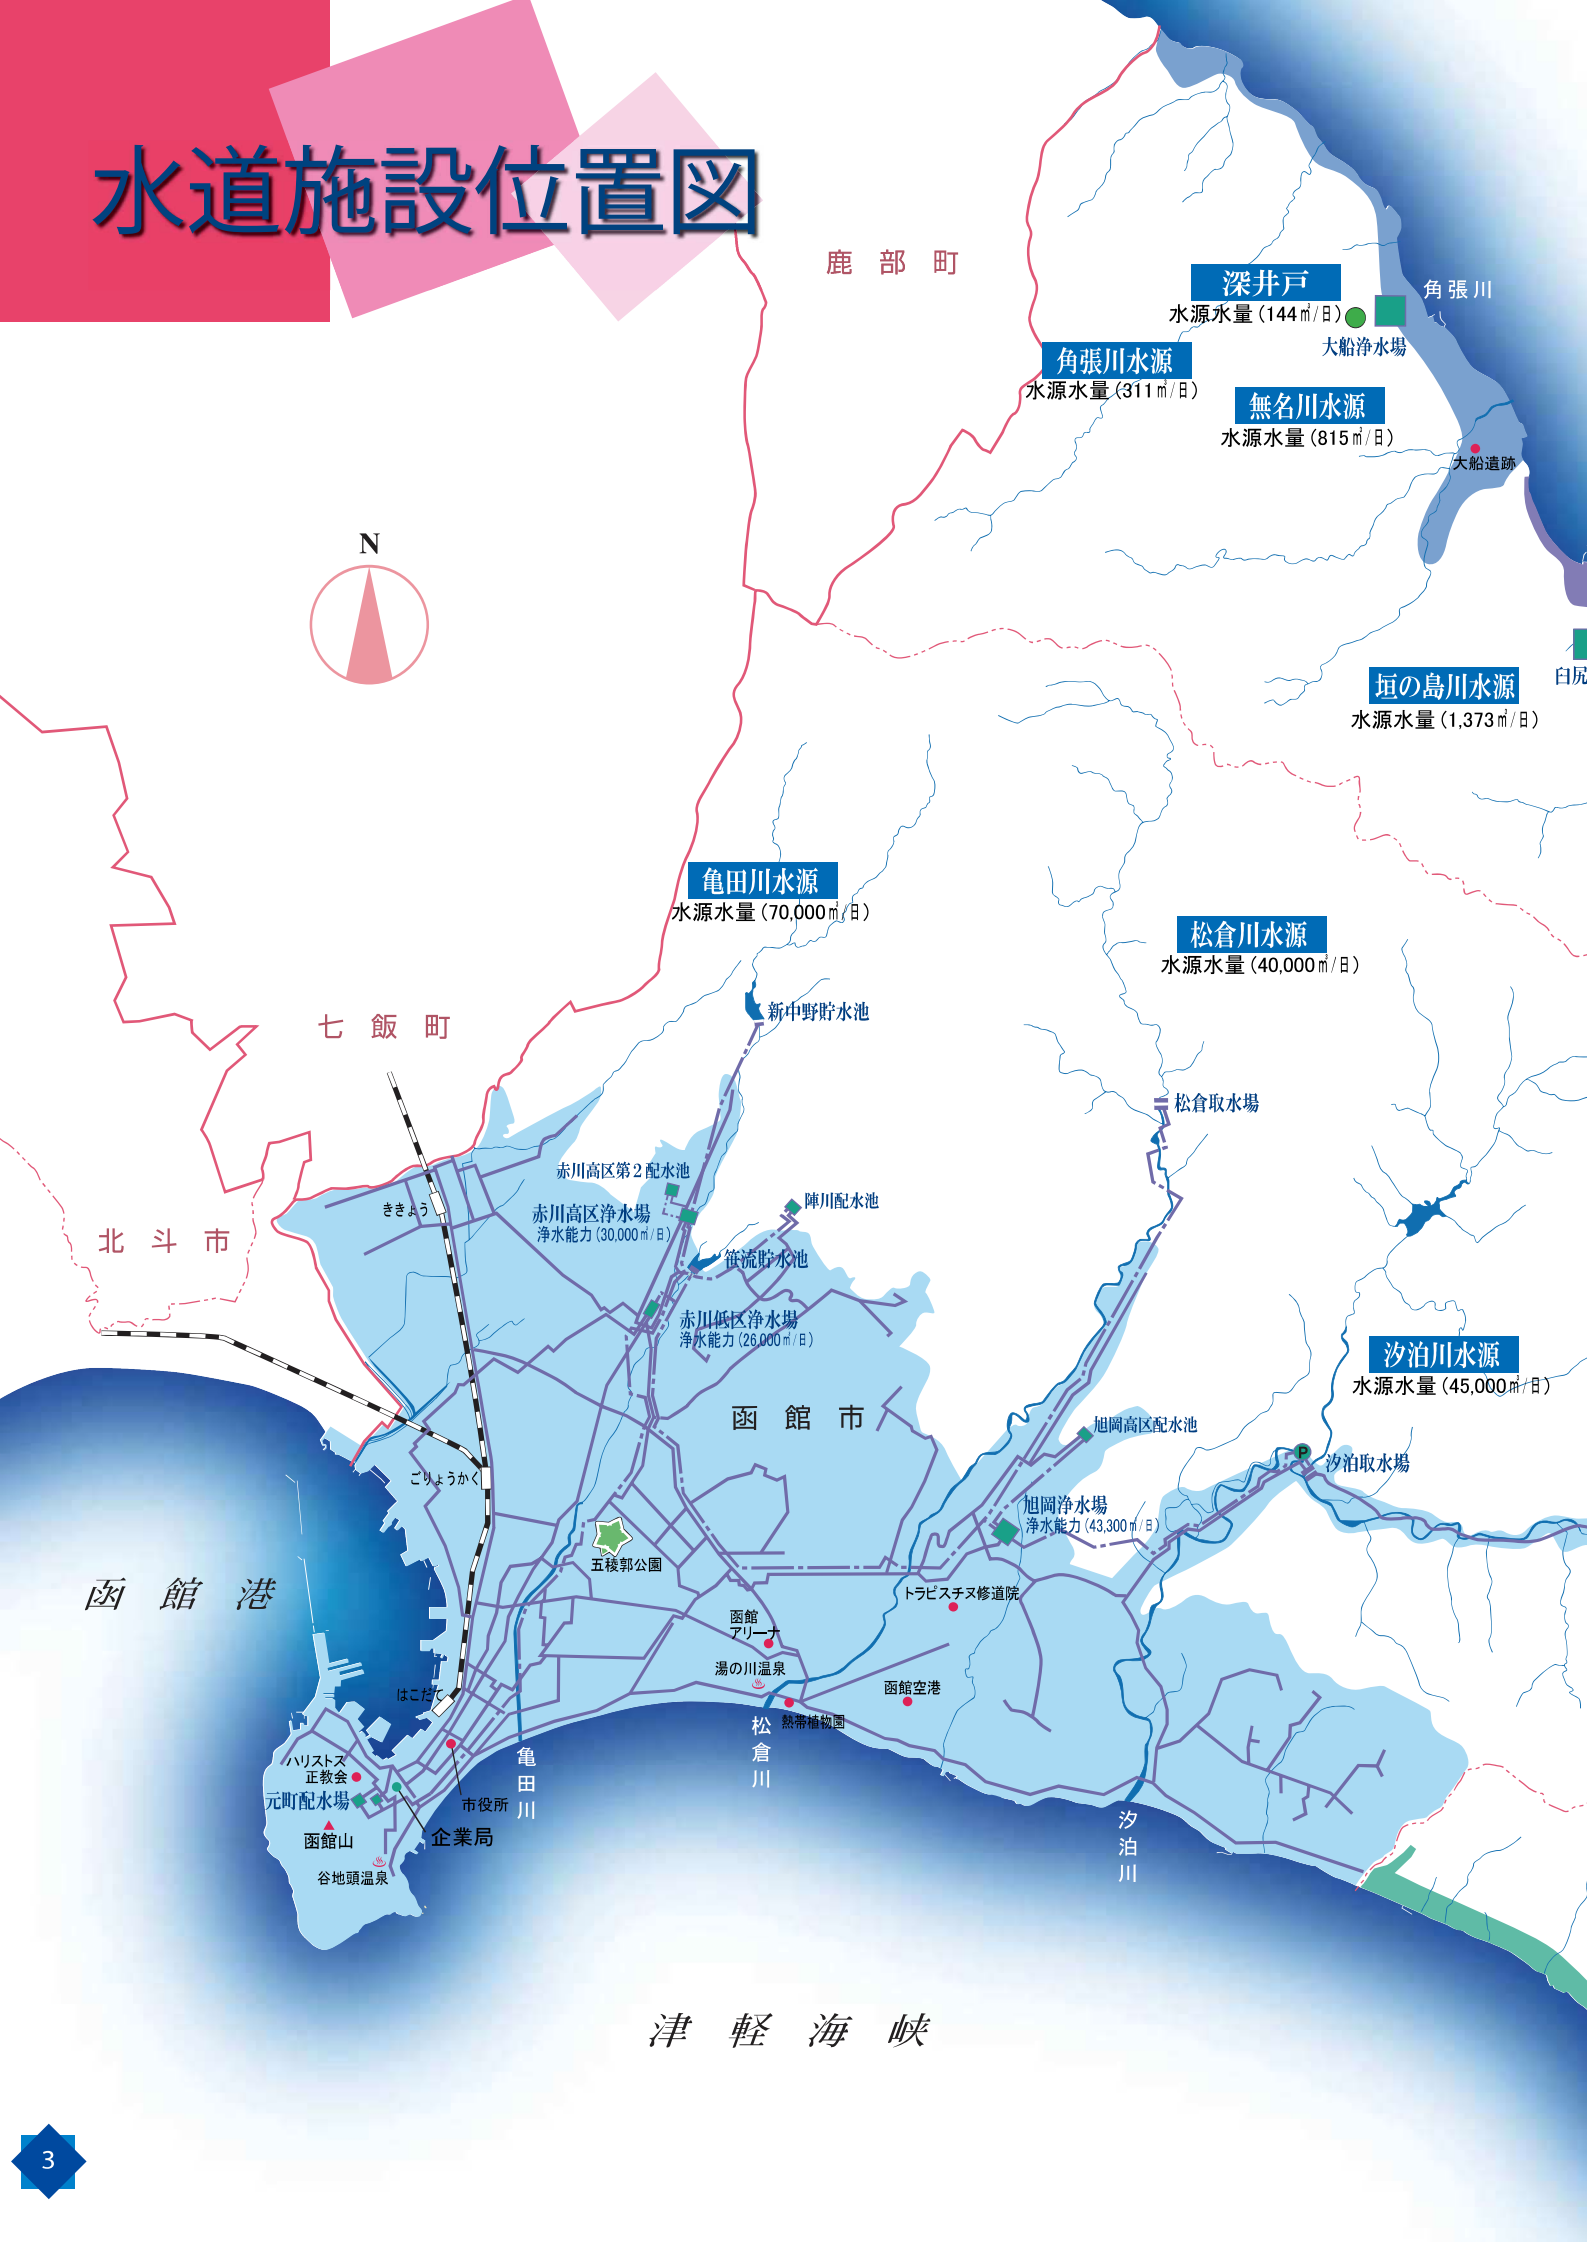 水道施設位置図
鹿部町
深井戸
水源水量(144㎥/日)
角張川
大船浄水場
角張川水源
水源水量(311㎥/日)
無名川水源
水源水量(815㎥/日)
大船遺跡
N
臼尻
垣の島川水源
水源水量(1,373㎥/日)
亀田川水源
水源水量(70,000㎥/日)
松倉川水源
水源水量(40,000㎥/日)
新中野貯水池
七飯町
松倉取水場
赤川高区第2配水池
ききょう
赤川高区浄水場
浄水能力(30,000㎥/日)
陣川配水池
北斗市
笹流貯水池
赤川低区浄水場
浄水能力(26,000㎥/日)
汐泊川水源
水源水量(45,000㎥/日)
函館市
旭岡高区配水池
P
汐泊取水場
ごりょうかく
旭岡浄水場
浄水能力(43,300㎥/日)
五稜郭公園
函館港
トラピスチヌ修道院
函館
アリーナ
湯の川温泉
函館空港
はこだて
熱帯植物園
松倉川
亀田川
ハリストス
正教会
元町配水場
市役所
汐泊川
函館山
企業局
谷地頭温泉
津軽海峡
3